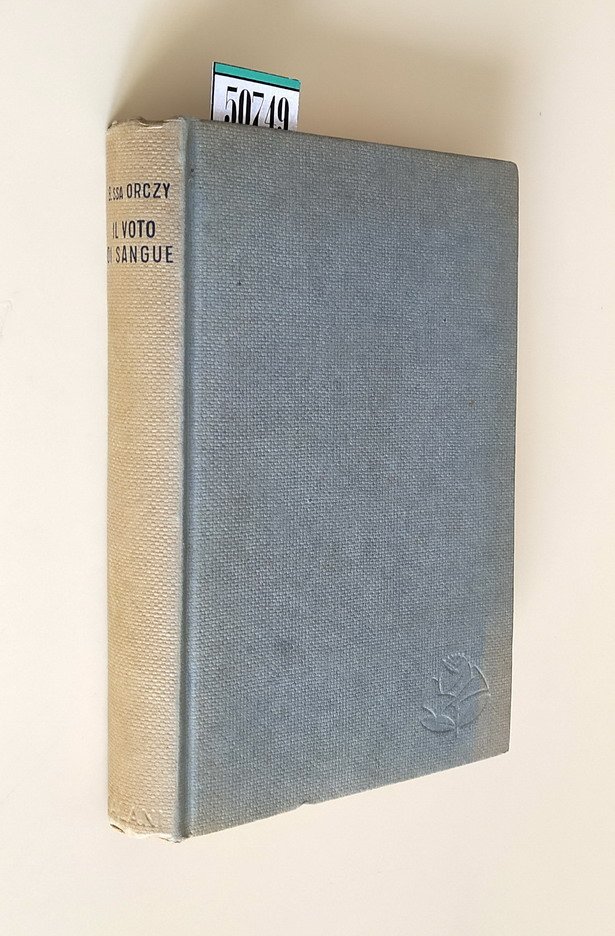 50749
B.SSA ORCZY
IL VOTO
DI SANGUE